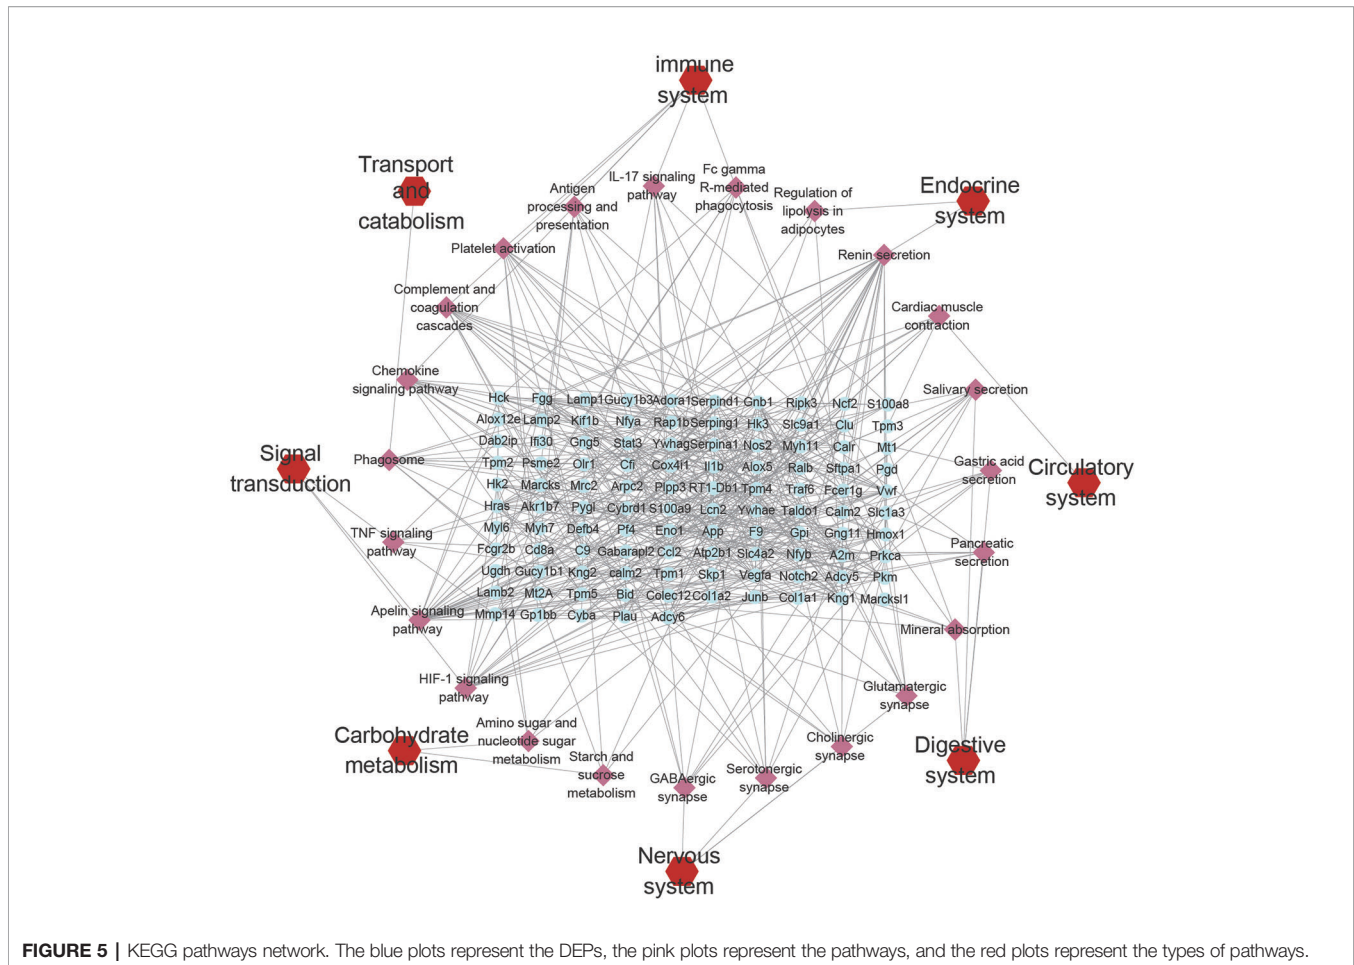 immune
system
Transport
and
catabolism
Endocrine
system
Antigen
processing and
presentation
IL-17 signaling
pathway
Fc gamma
R-mediated
phagocytosis
Regulation of
lipolysis in
adipocytes
Platelet activation
Renin secretion
Complement and
coagulation
cascades
Cardiac muscle
contraction
Chemokine
signaling pathway
Salivary secretion
Hck Fgg Lamp1 Gucy1b3 Adora1 Serpind1 Gnb1 Ripk3 Ncf2 S100a8
Alox12e Lamp2 Kif1b Nfya Rap1b Serping1 Hk3 Slc9a1 Clu Tpm3
Dab2ip Ifi30 Gng5 Stat3 Ywhag Serpina1 Nos2 Myh11 Calr Mt1
Tpm2 Psme2 Olr1 Cfi Cox4i1 Il1b Alox5 Ralb Sftpa1 Pgd
Hk2 Marcks Mrc2 Arpc2 Plpp3 RT1-Db1 Tpm4 Traf6 Fcer1g Vwf
Hras Akr1b7 Pygl Cybrd1 S100a9 Lcn2 Ywhae Taldo1 Calm2 Slc1a3
Myl6 Myh7 Defb4 Pf4 Eno1 App F9 Gpi Gng11 Hmox1
Fcgr2b Cd8a C9 Gabarapl2 Ccl2 Atp2b1 Slc4a2 Nfyb A2m Prkca
Ugdh Gucy1b1 Kng2 calm2 Tpm1 Skp1 Vegfa Notch2 Adcy5 Pkm
Lamb2 Mt2A Tpm5 Bid Colec12 Col1a2 Junb Col1a1 Kng1 Marcksl1
Mmp14 Gp1bb Cyba Plau Adcy6
Phagosome
Signal
transduction
Gastric acid
secretion
Circulatory
system
TNF signaling
pathway
Pancreatic
secretion
Apelin signaling
pathway
Mineral absorption
HIF-1 signaling
pathway
Glutamatergic
synapse
Carbohydrate
metabolism
Amino sugar and
nucleotide sugar
metabolism
Starch and
sucrose
metabolism
GABAergic
synapse
Serotonergic
synapse
Cholinergic
synapse
Digestive
system
Nervous
system
FIGURE 5 | KEGG pathways network. The blue plots represent the DEPs, the pink plots represent the pathways, and the red plots represent the types of pathways.